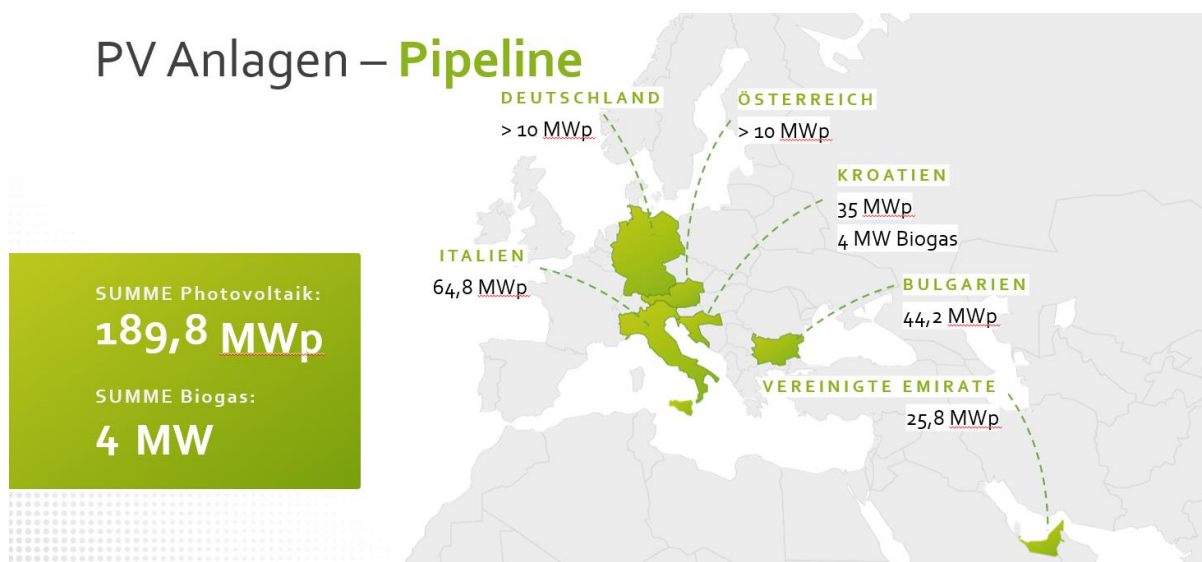 PV Anlagen – Pipeline
DEUTSCHLAND
> 10 MWp
ÖSTERREICH
> 10 MWp
KROATIEN
35 MWp
4 MW Biogas
ITALIEN
64,8 MWp
BULGARIEN
44,2 MWp
VEREINIGTE EMIRATE
25,8 MWp
SUMME Photovoltaik:
189,8 MWp
SUMME Biogas:
4 MW